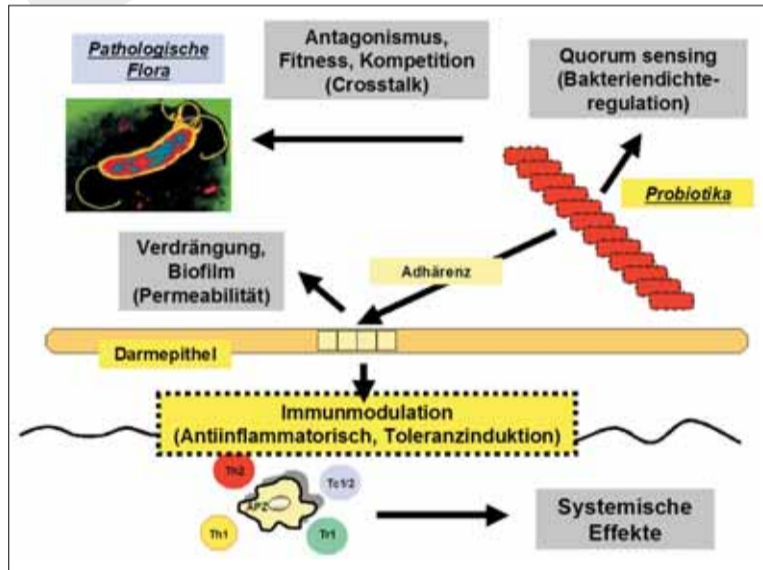 Pathologische
Flora
Antagonismus,
Fitness, Kompetition
(Crosstalk)
Quorum sensing
(Bakteriendichte-
regulation)
Probiotika
Verdrängung,
Biofilm
(Permeabilität)
Adhärenz
Darmepithel
Immunmodulation
(Antiinflammatorisch, Toleranzinduktion)
Th2
Tc1/2
APZ
Th1
Tr1
Systemische
Effekte